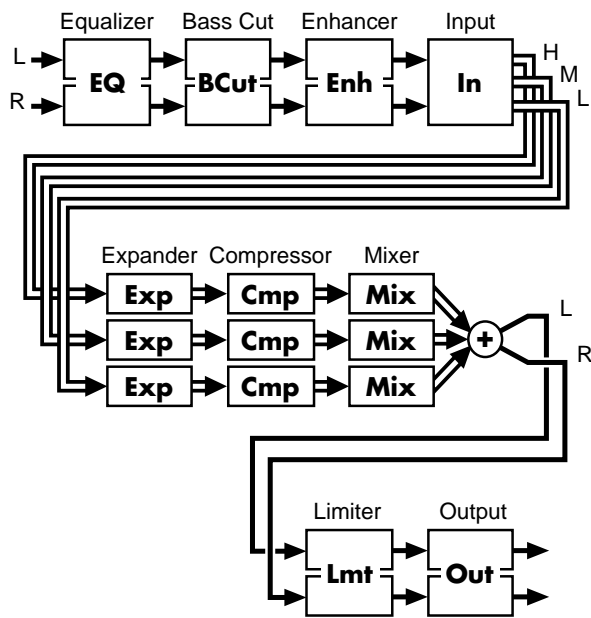 Equalizer Bass Cut Enhancer Input
L EQ BCut Enh In H
M
R L
Expander Compressor Mixer
Exp Cmp Mix L
Exp Cmp Mix + R
Exp Cmp Mix
Limiter Output
Lmt Out